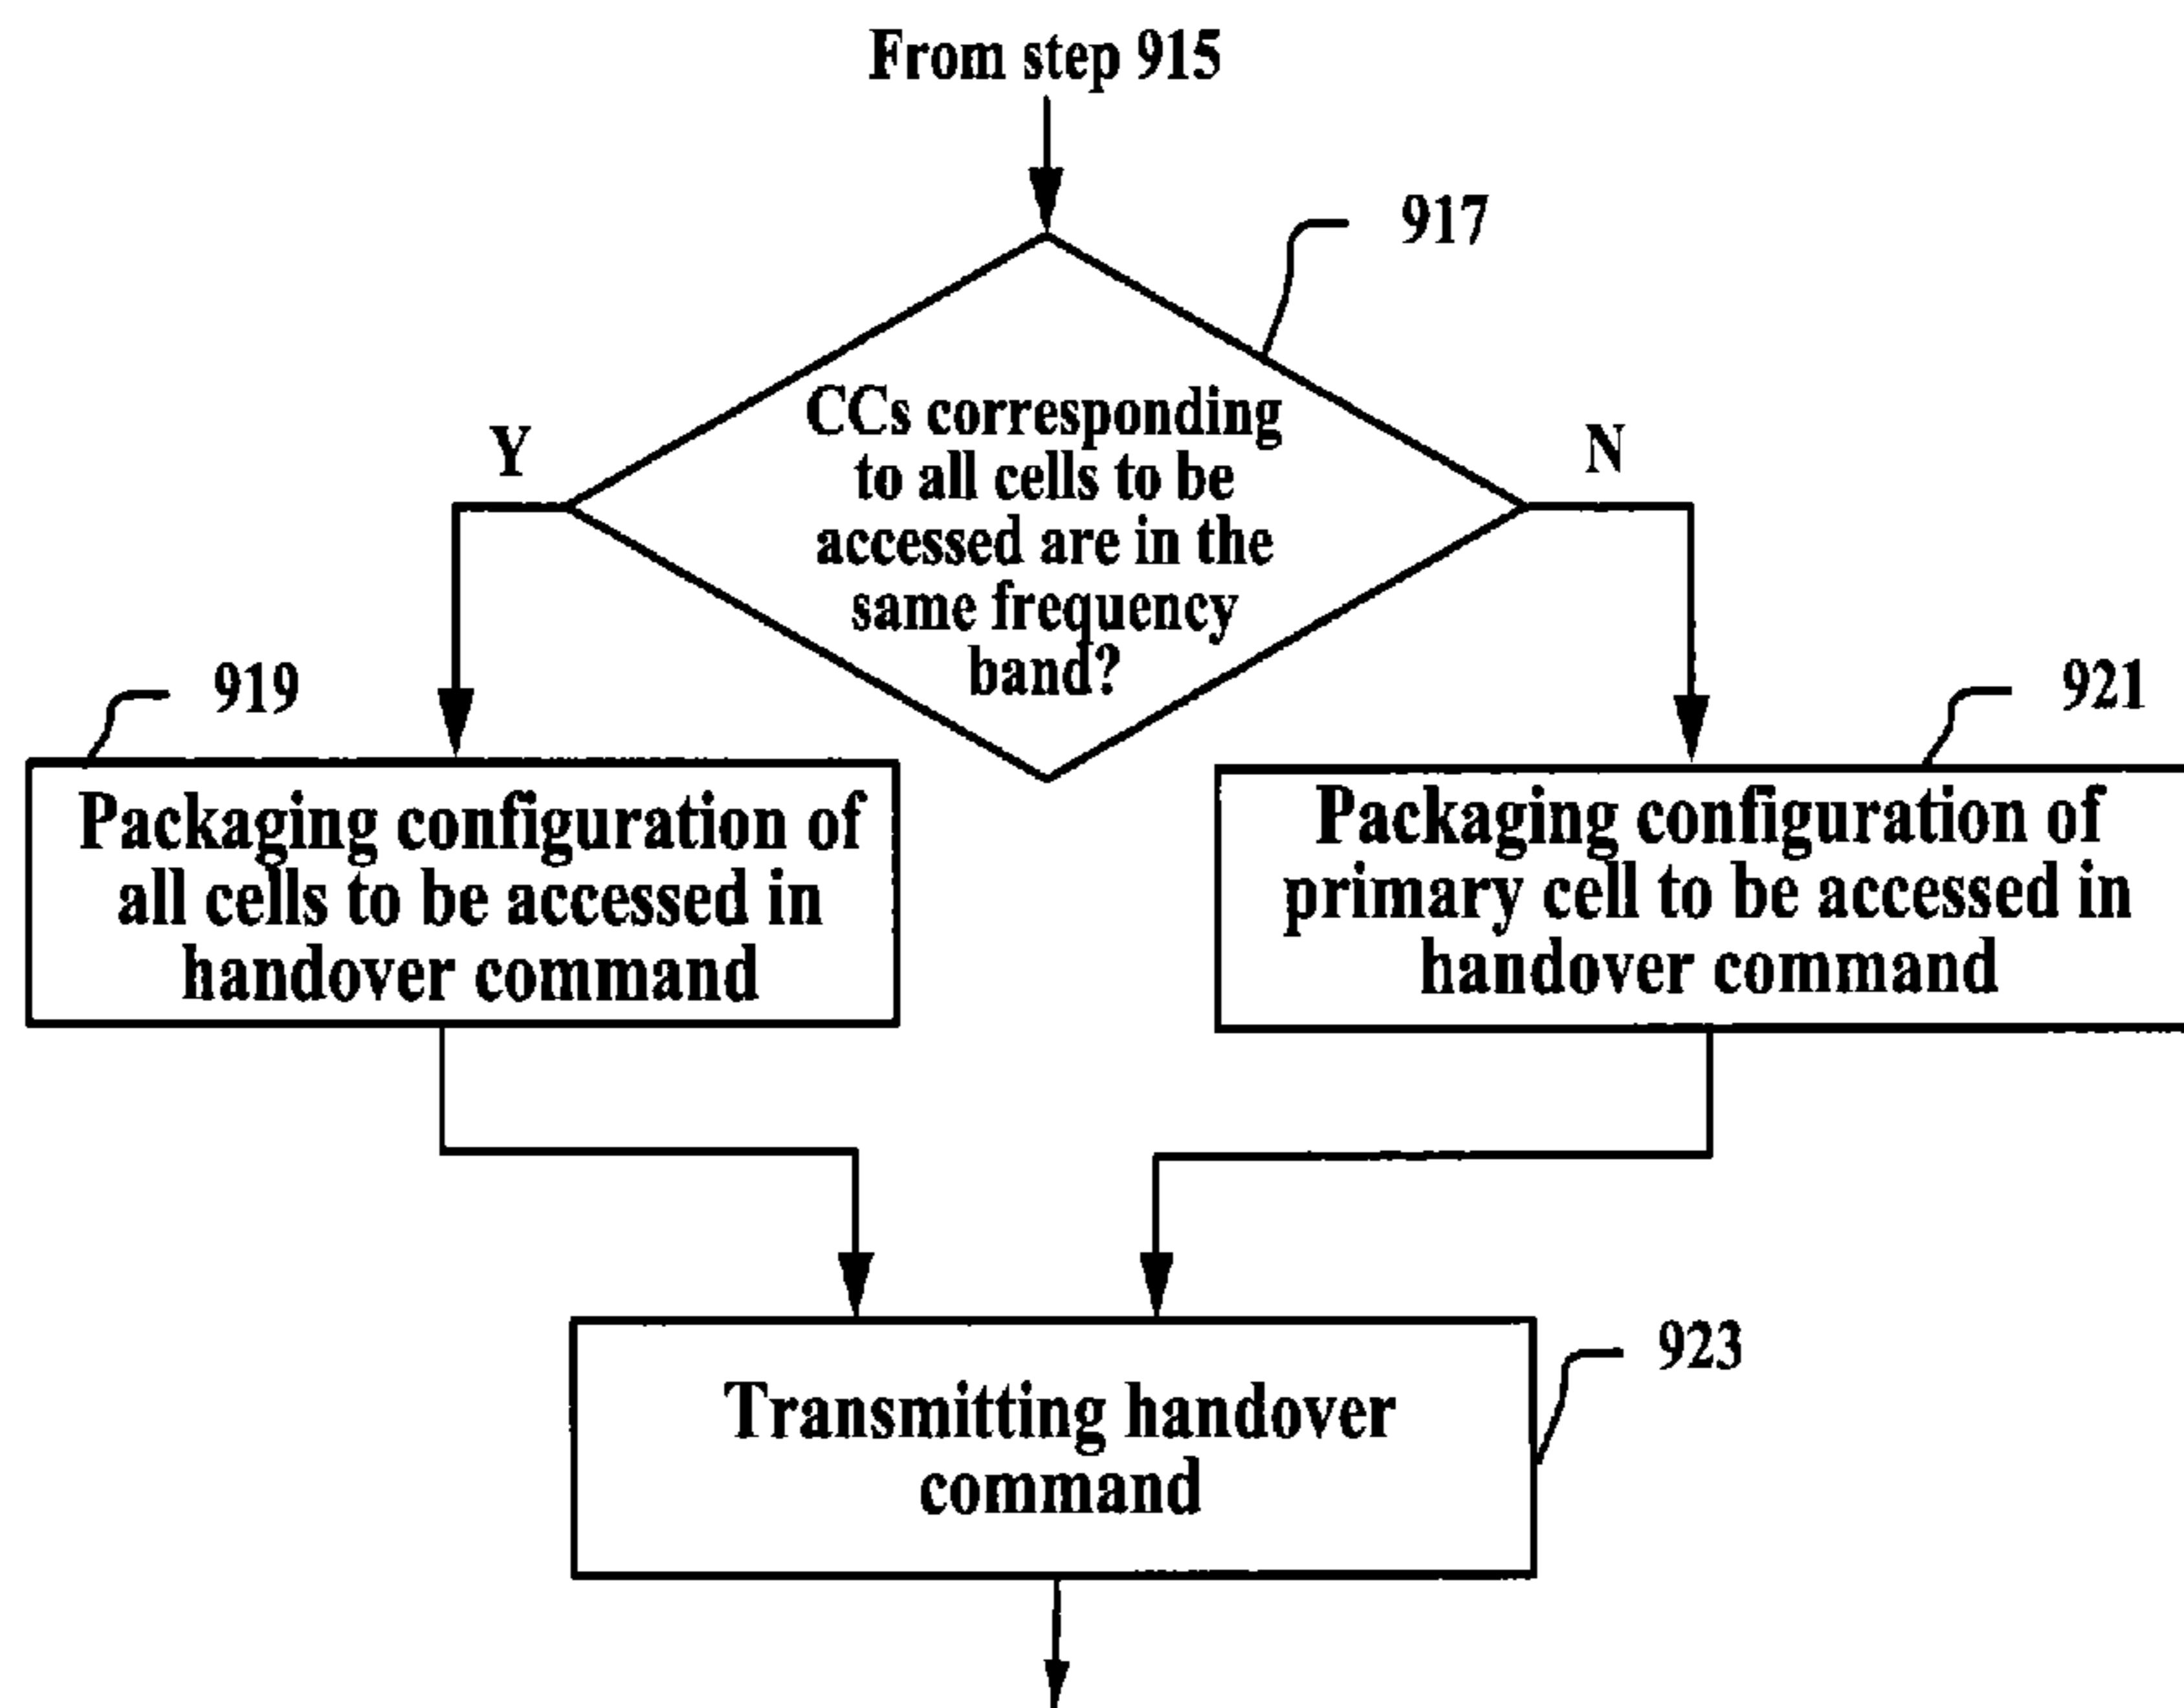 From step 915
917
CCs corresponding
to all cells to be
accessed are in the
same frequency
band?
Y
N
919
Packaging configuration of
all cells to be accessed in
handover command
921
Packaging configuration of
primary cell to be accessed in
handover command
923
Transmitting handover
command